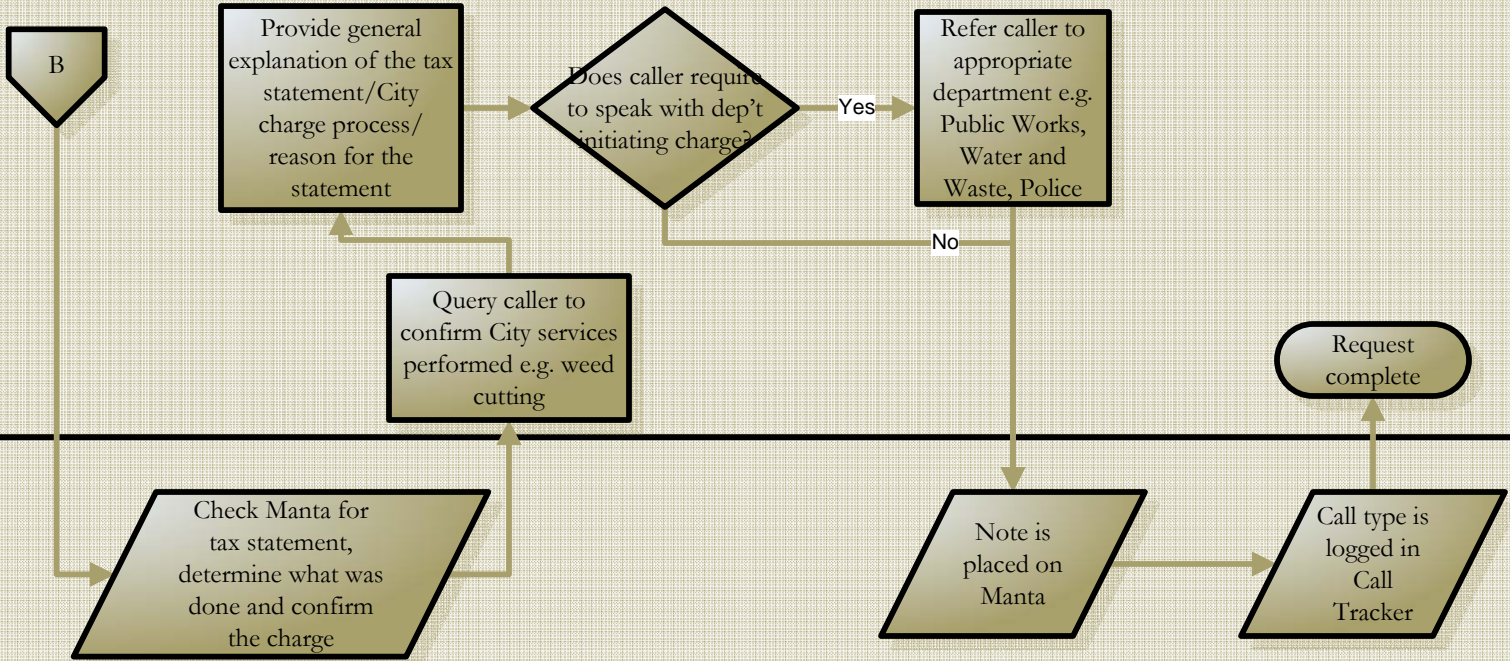 B
Provide general
explanation of the tax
statement/City
charge process/
reason for the
statement
Does caller require
to speak with dep't
initiating charge?
Yes
Refer caller to
appropriate
department e.g.
Public Works,
Water and
Waste, Police
No
Query caller to
confirm City services
performed e.g. weed
cutting
Request
complete
Check Manta for
tax statement,
determine what was
done and confirm
the charge
Note is
placed on
Manta
Call type is
logged in
Call
Tracker